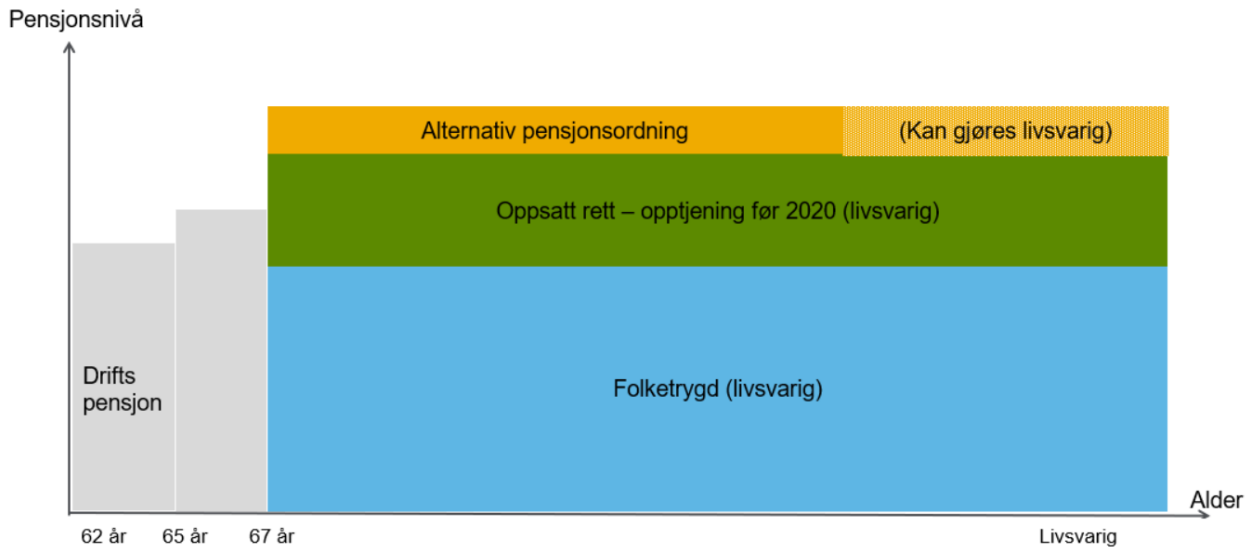 Pensjonsnivå
Alternativ pensjonsordning
(Kan gjøres livsvarig)
Oppsatt rett – opptjening før 2020 (livsvarig)
Drifts
pensjon
Folketrygd (livsvarig)
Alder
62 år
65 år
67 år
Livsvarig